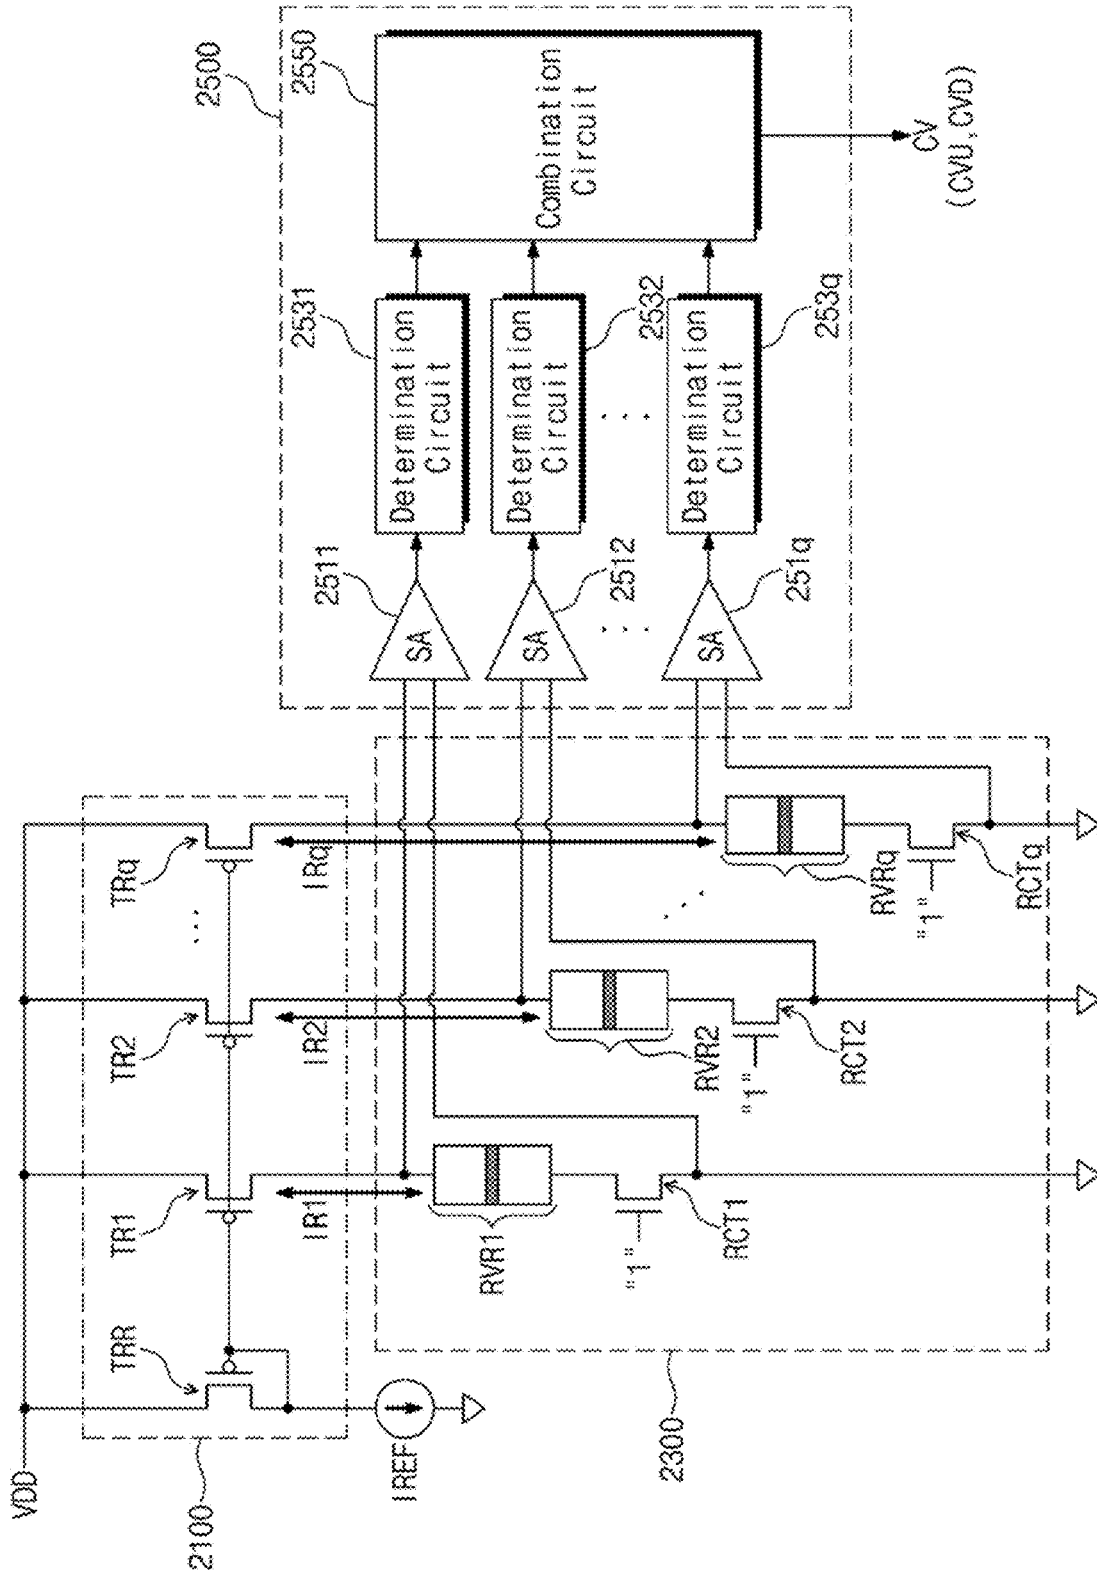 VDD
2100
TRR
TR1
TR2
TRq
. . .
IREF
IR1
IR2
IRq
2300
RVR1
RVR2
RVRq
. . .
"1"
"1"
"1"
RCT1
RCT2
RCTq
2500
SA
2511
SA
2512
. . .
SA
251q
Determination
Circuit
2531
Determination
Circuit
2532
. . .
Determination
Circuit
253q
Combination
Circuit
2550
CV
(CVU,CVD)